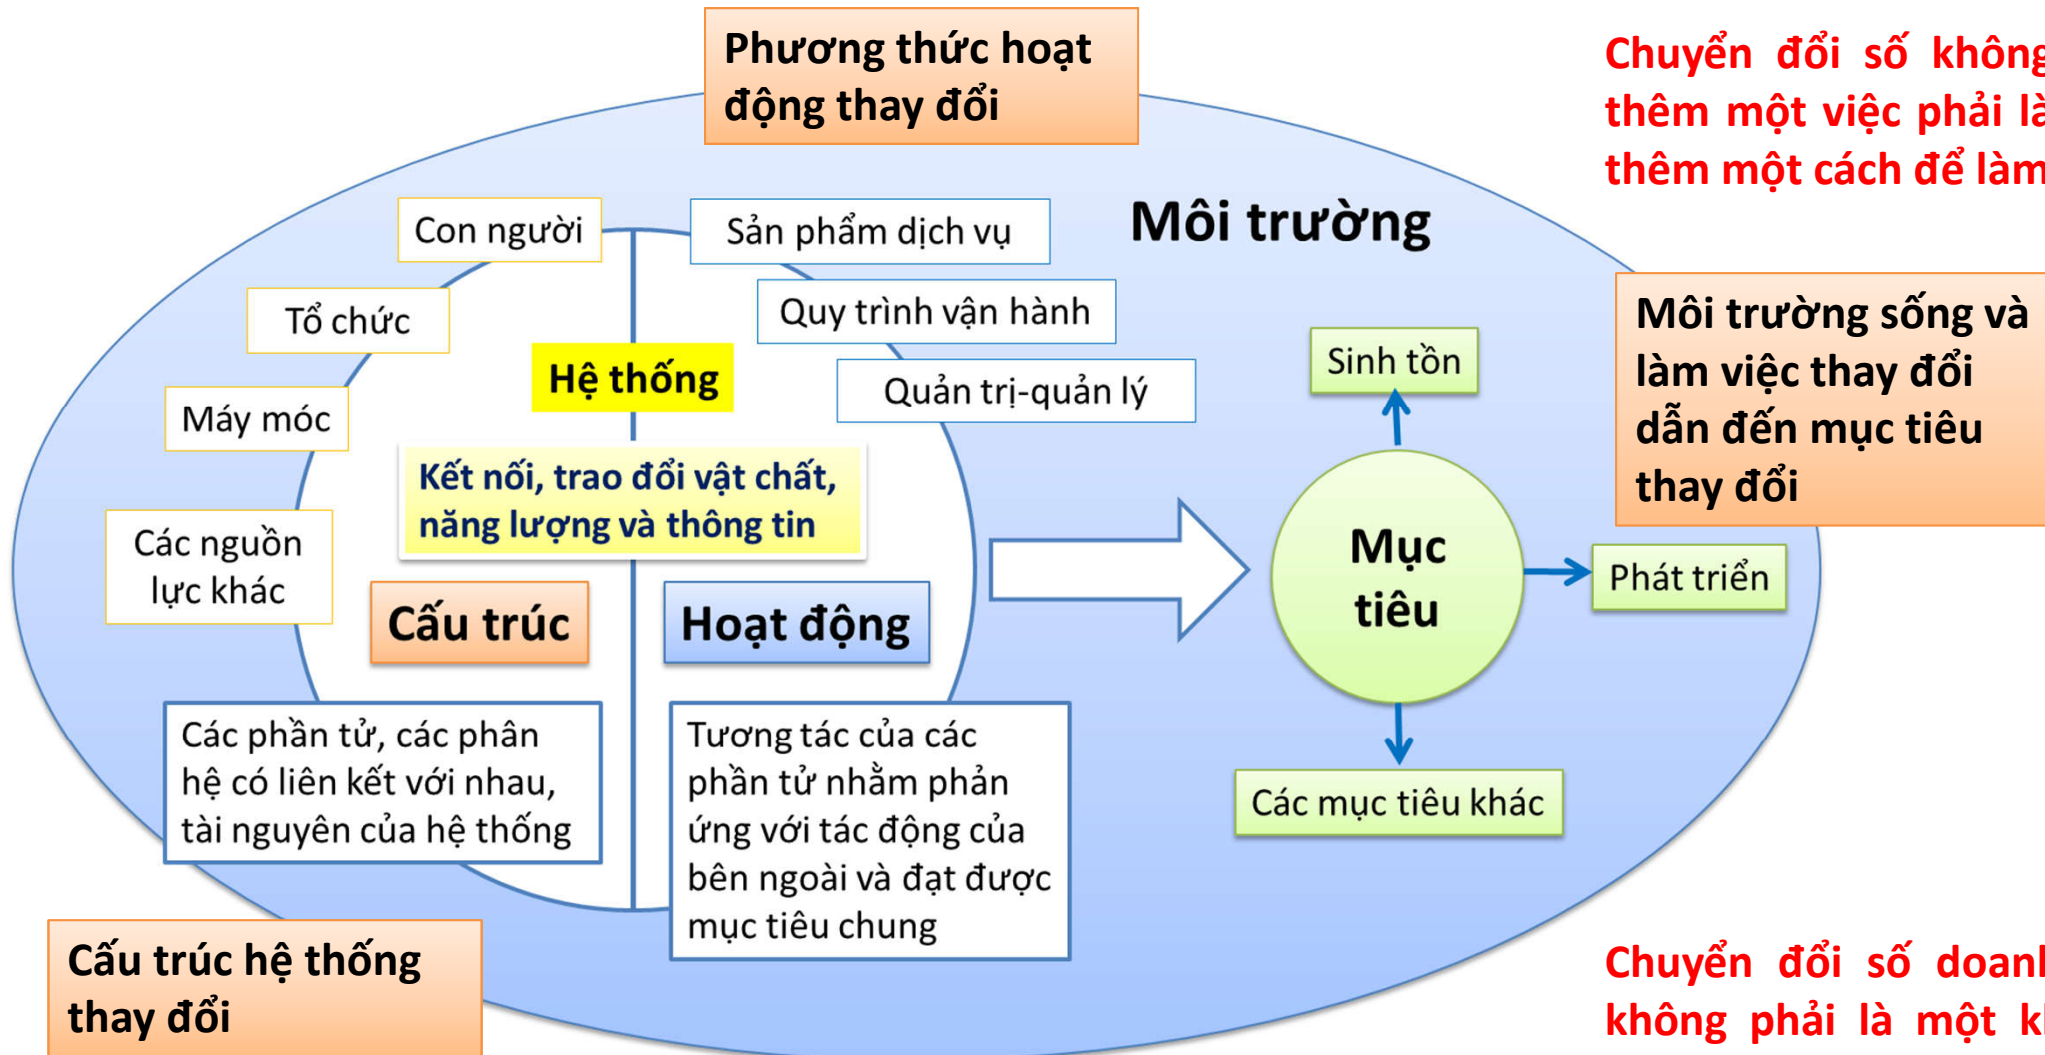 Phương thức hoạt
động thay đổi
Chuyển đổi số không
thêm một việc phải
thêm một cách để làm
Môi trường
Con người
Sản phẩm dịch vụ
Tổ chức
Quy trình vận hành
Môi trường sống và
làm việc thay đổi
dẫn đến mục tiêu
thay đổi
Sinh tồn
Hệ thống
Quản trị-quản lý
Máy móc
Kết nối, trao đổi vật chất,
năng lượng và thông tin
Các nguồn
lực khác
Mục
tiêu
Phát triển
Cấu trúc
Hoạt động
Các phần tử, các phân
hệ có liên kết với nhau,
tài nguyên của hệ thống
Tương tác của các
phần tử nhằm phản
ứng với tác động của
bên ngoài và đạt được
mục tiêu chung
Các mục tiêu khác
Cấu trúc hệ thống
thay đổi
Chuyển đổi số
không phải là một